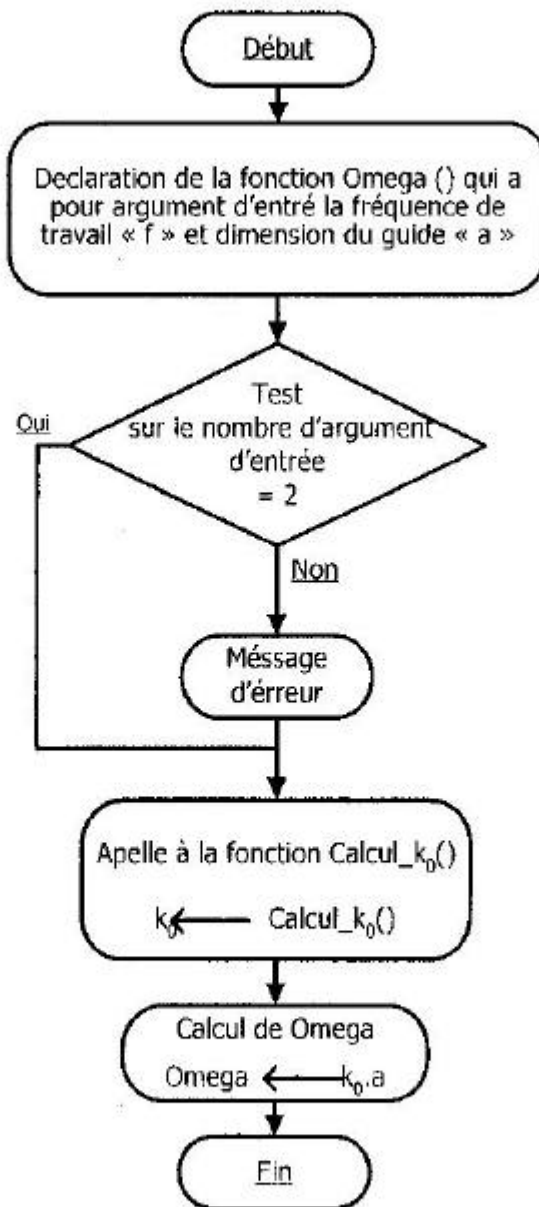 Début
Declaration de la fonction Omega () qui a
pour argument d'entré la fréquence de
travail « f » et dimension du guide « a »
Test
sur le nombre d'argument
d'entrée
= 2
Oui
Non
Méssage
d'érreur
Apelle à la fonction Calcul_k₀()
k₀ ← Calcul_k₀()
Calcul de Omega
Omega ← k₀.a
Fin